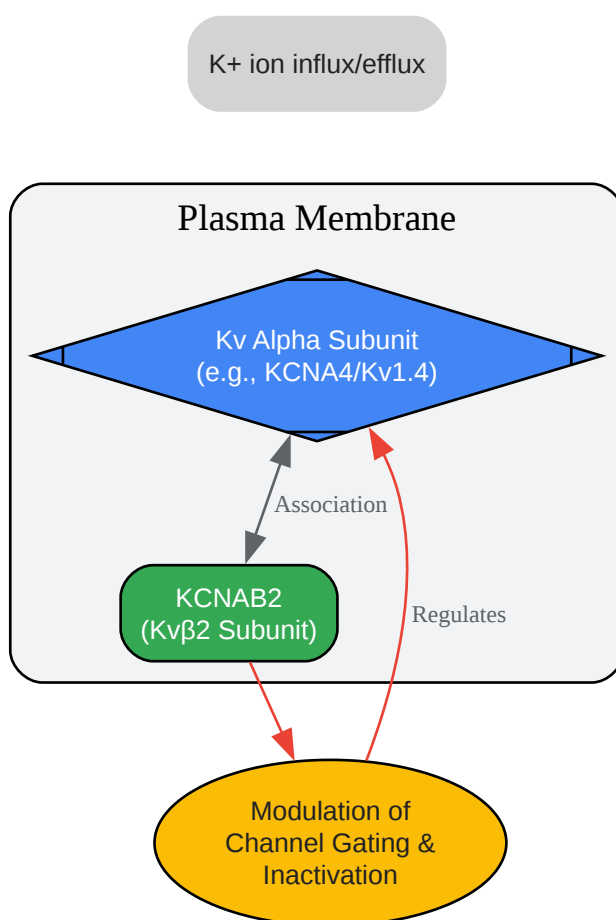 K+ ion influx/efflux
Plasma Membrane
Kv Alpha Subunit
(e.g., KCNA4/Kv1.4)
Association
KCNAB2
(Kvβ2 Subunit)
Regulates
Modulation of
Channel Gating &
Inactivation